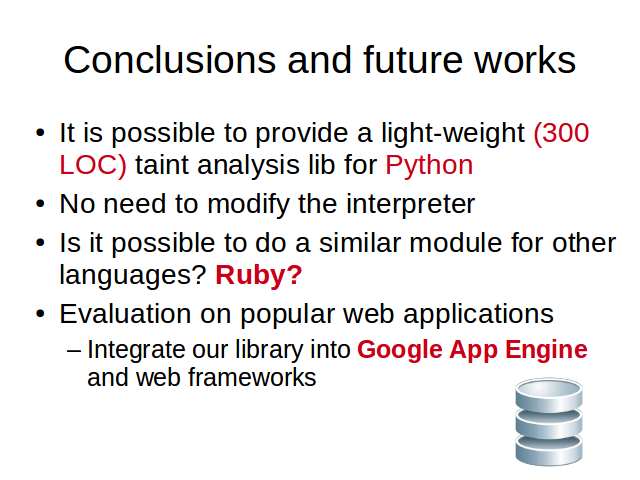 Conclusions and future works
• It is possible to provide a light-weight (300
LOC) taint analysis lib for Python
• No need to modify the interpreter
• Is it possible to do a similar module for other
languages? Ruby?
• Evaluation on popular web applications
– Integrate our library into Google App Engine
and web frameworks